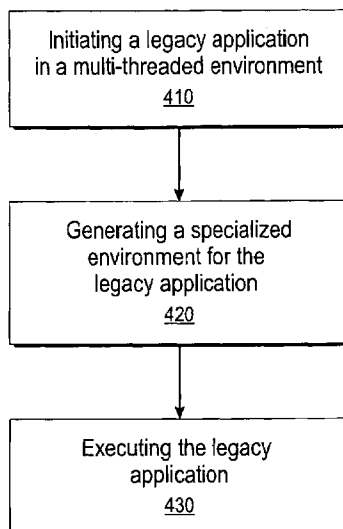 Initiating a legacy application
in a multi-threaded environment
410
Generating a specialized
environment for the
legacy application
420
Executing the legacy
application
430